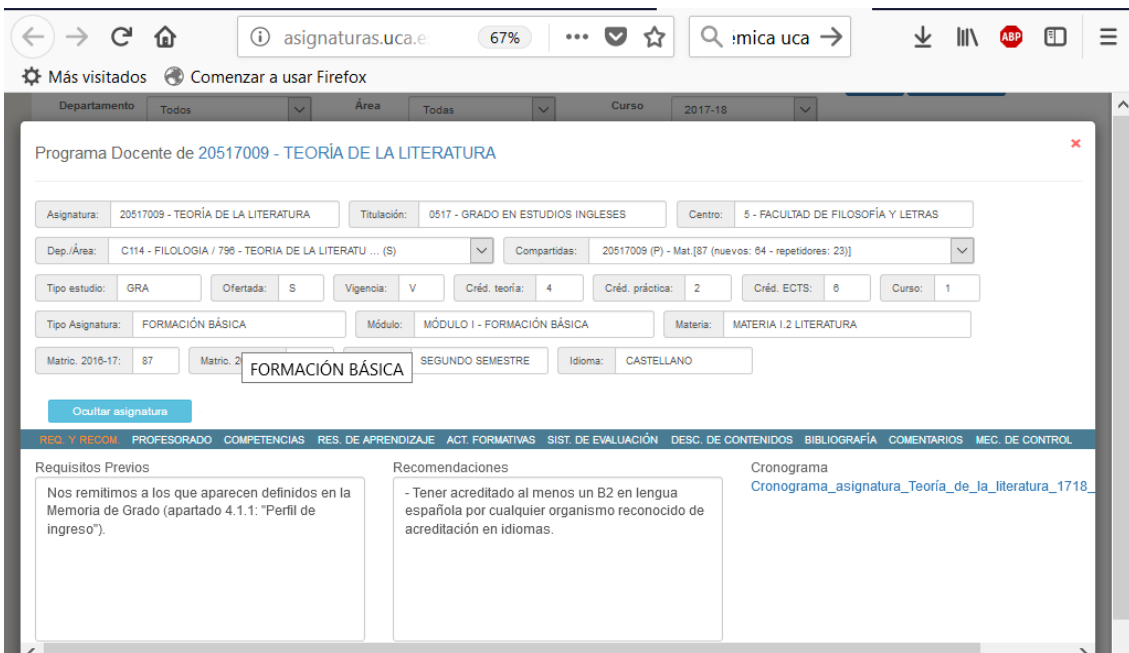 asignaturas.uca.e
67%
émica uca
ABP
Más visitados Comenzar a usar Firefox
Departamento Todos Área Todas Curso 2017-18
Programa Docente de 20517009 - TEORÍA DE LA LITERATURA
Asignatura: 20517009 - TEORÍA DE LA LITERATURA Titulación: 0517 - GRADO EN ESTUDIOS INGLESES Centro: 5 - FACULTAD DE FILOSOFÍA Y LETRAS
Dep./Área: C114 - FILOLOGIA / 796 - TEORIA DE LA LITERATU ... (S) Compartidas: 20517009 (P) - Mat.[87 (nuevos: 64 - repetidores: 23)]
Tipo estudio: GRA Ofertada: S Vigencia: V Créd. teoría: 4 Créd. práctica: 2 Créd. ECTS: 6 Curso: 1
Tipo Asignatura: FORMACIÓN BÁSICA Módulo: MÓDULO I - FORMACIÓN BÁSICA Materia: MATERIA I.2 LITERATURA
Matric. 2016-17: 87 Matric. 2 SEGUNDO SEMESTRE Idioma: CASTELLANO
FORMACIÓN BÁSICA
Ocultar asignatura
REQ. Y RECOM. PROFESORADO COMPETENCIAS RES. DE APRENDIZAJE ACT. FORMATIVAS SIST. DE EVALUACIÓN DESC. DE CONTENIDOS BIBLIOGRAFÍA COMENTARIOS MEC. DE CONTROL
Requisitos Previos
Nos remitimos a los que aparecen definidos en la
Memoria de Grado (apartado 4.1.1: "Perfil de
ingreso").
Recomendaciones
- Tener acreditado al menos un B2 en lengua
española por cualquier organismo reconocido de
acreditación en idiomas.
Cronograma
Cronograma_asignatura_Teoría_de_la_literatura_1718_